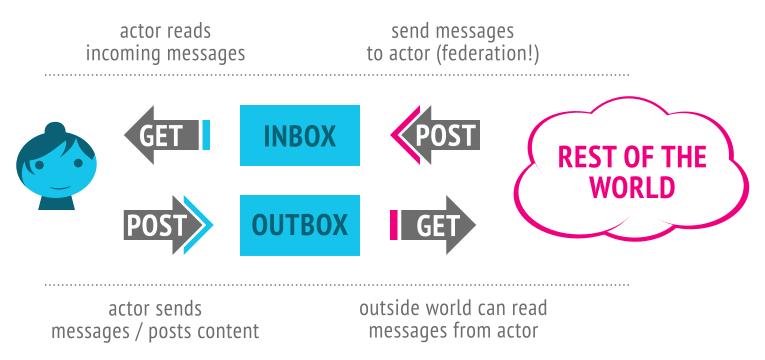 actor reads
incoming messages
send messages
to actor (federation!)
GET
INBOX
POST
REST OF THE
WORLD
POST
OUTBOX
GET
actor sends
messages / posts content
outside world can read
messages from actor